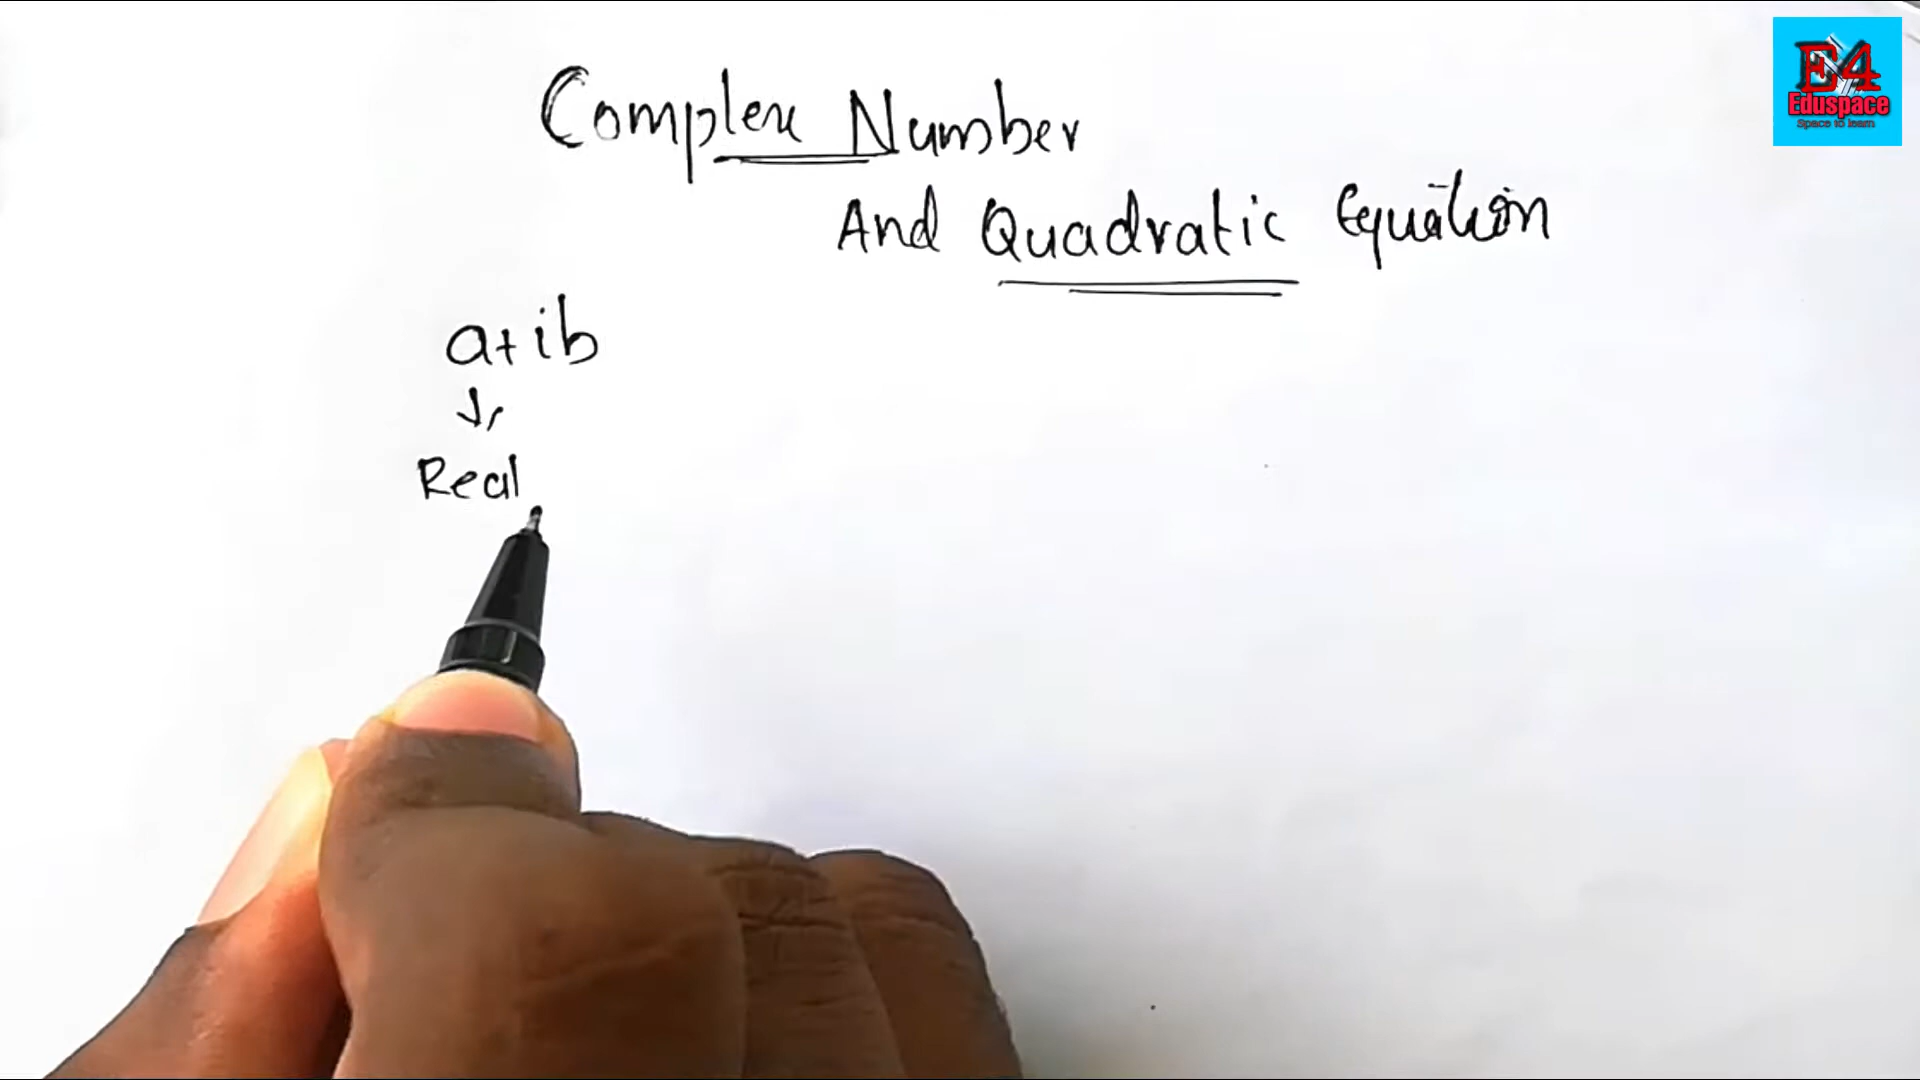 Complex Number
And Quadratic Equation
a+ib
Real
E4
Eduspace
Space to learn